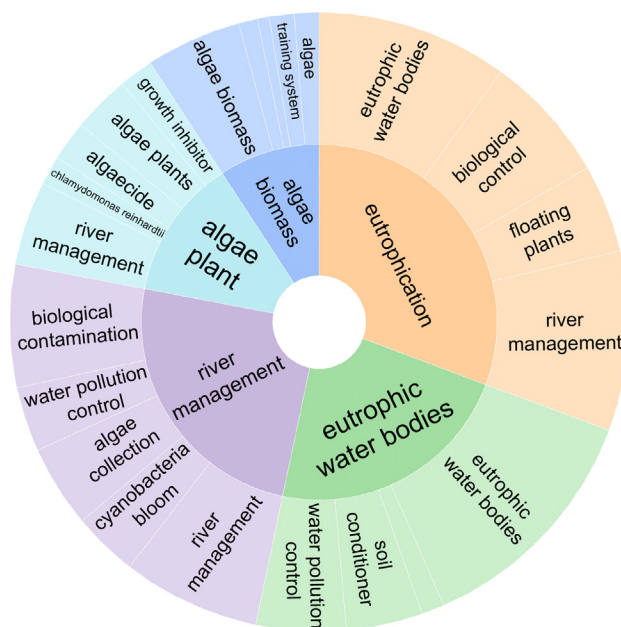 eutrophication
eutrophic
water bodies
biological
control
floating
plants
river
management
eutrophic
water bodies
eutrophic
water bodies
soil
conditioner
water pollution
control
river
management
river
management
cyanobacteria
bloom
algae
collection
water pollution
control
biological
contamination
algae
plant
river
management
chlamydomonas reinhardtii
algaecide
algae plants
growth inhibitor
algae
biomass
algae biomass
training system
algae